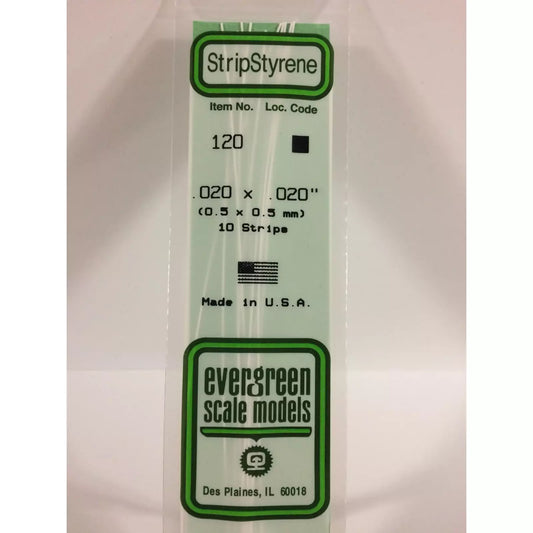 StripStyrene
Item No. Loc. Code
120
.020 x .020"
(0.5 x 0.5 mm)
10 Strips
Made in U.S.A.
evergreen
scale models
Des Plaines, IL 60018